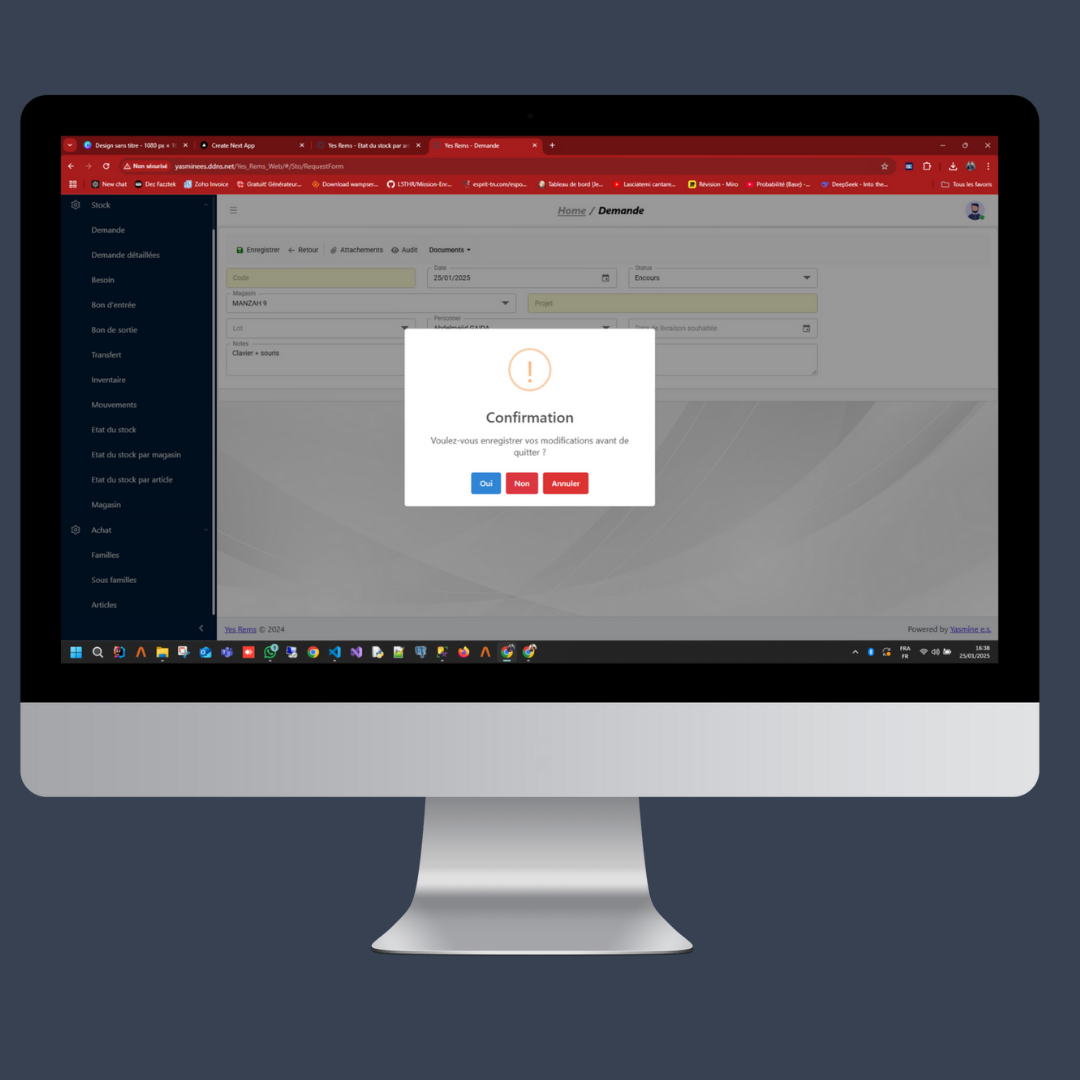 Design sans titre - 1080 px × 1 Create Next App Yes Rems - Etat du stock par ar Yes Rems - Demande
Non sécurisé yasminees.ddns.net/Yes_Rems_Web/#/Sto/RequestForm
New chat Dez Fazztek Zoho Invoice Gratuit! Générateur... Download wampser... L5THR/Mission-Enc... esprit-tn.com/espo... Tableau de bord (Je... Lasciatemi cantare... Révision - Miro Probabilité (Base) -... DeepSeek - Into the... Tous les favoris
Stock
Demande
Demande détaillées
Besoin
Bon d'entrée
Bon de sortie
Transfert
Inventaire
Mouvements
Etat du stock
Etat du stock par magasin
Etat du stock par article
Magasin
Achat
Familles
Sous familles
Articles
Home / Demande
Enregistrer Retour Attachements Audit Documents
Code
Date
25/01/2025
Status
Encours
Magasin
MANZAH 9
Projet
Lot
Personnel
de livraison souhaitée
Notes
Clavier + souris
!
Confirmation
Voulez-vous enregistrer vos modifications avant de
quitter ?
Oui Non Annuler
Yes Rems © 2024
Powered by Yasmine e.s.
FRA
FR
16:38
25/01/2025